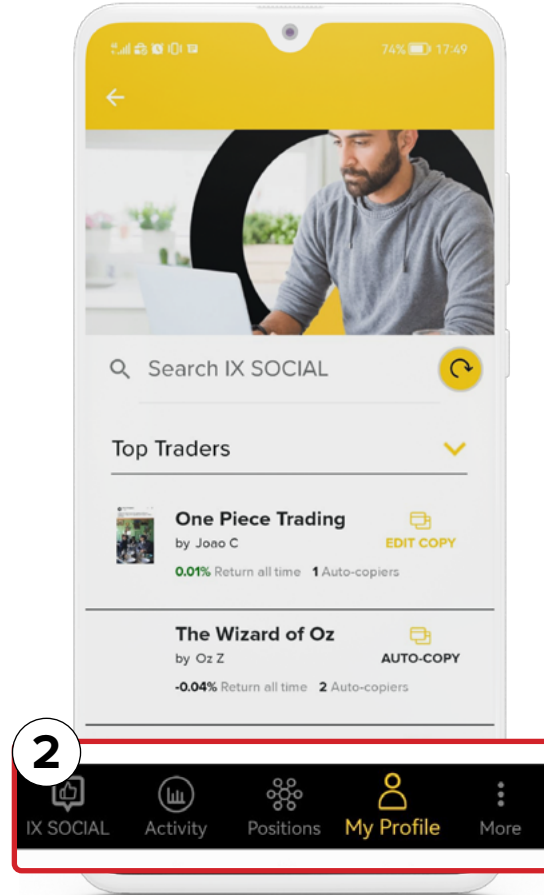 74% 17:49
Search IX SOCIAL
Top Traders
One Piece Trading
by Joao C
EDIT COPY
0.01% Return all time 1 Auto-copiers
The Wizard of Oz
by Oz Z
AUTO-COPY
-0.04% Return all time 2 Auto-copiers
2
IX SOCIAL Activity Positions My Profile More